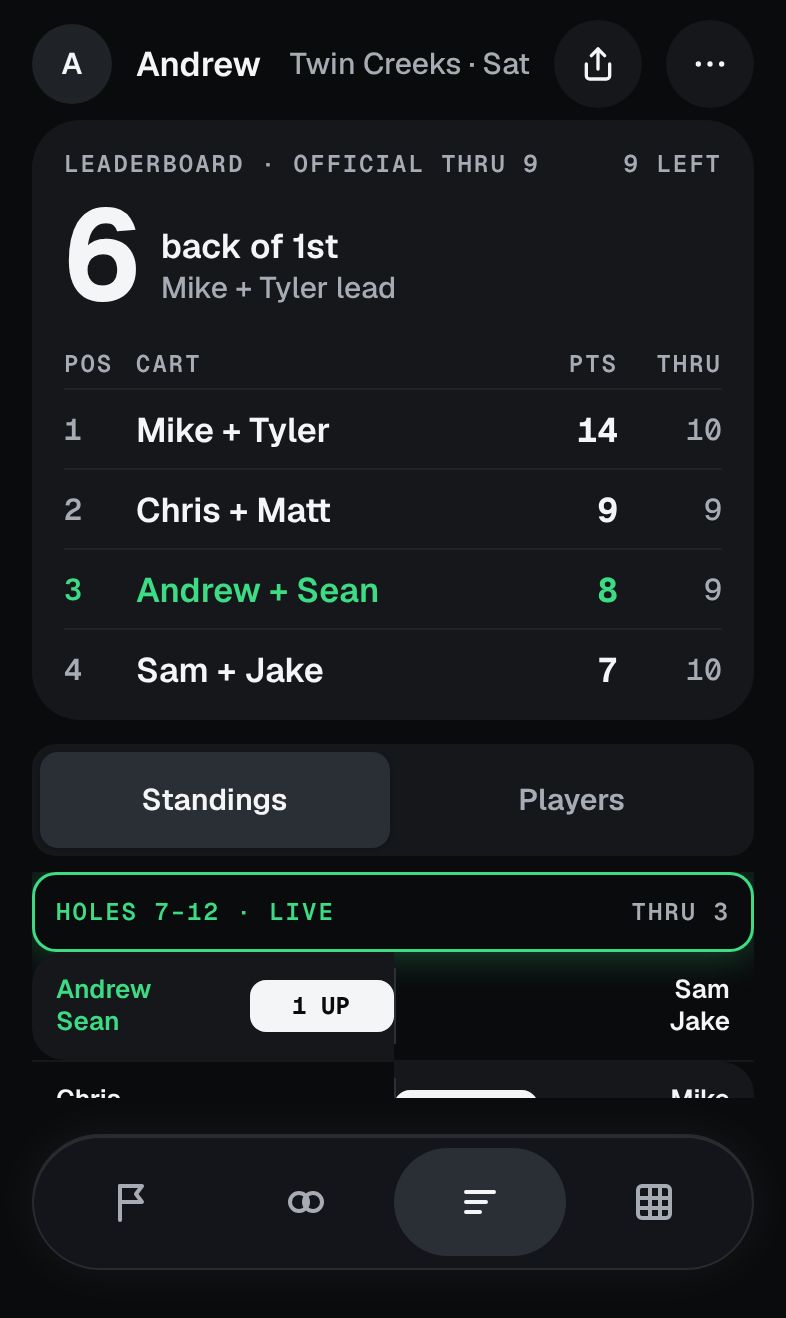 A
Andrew Twin Creeks · Sat
LEADERBOARD · OFFICIAL THRU 9 9 LEFT
6 back of 1st
Mike + Tyler lead
POS CART PTS THRU
1 Mike + Tyler 14 10
2 Chris + Matt 9 9
3 Andrew + Sean 8 9
4 Sam + Jake 7 10
Standings Players
HOLES 7–12 · LIVE THRU 3
Andrew
Sean
1 UP
Sam
Jake
Chris Mike